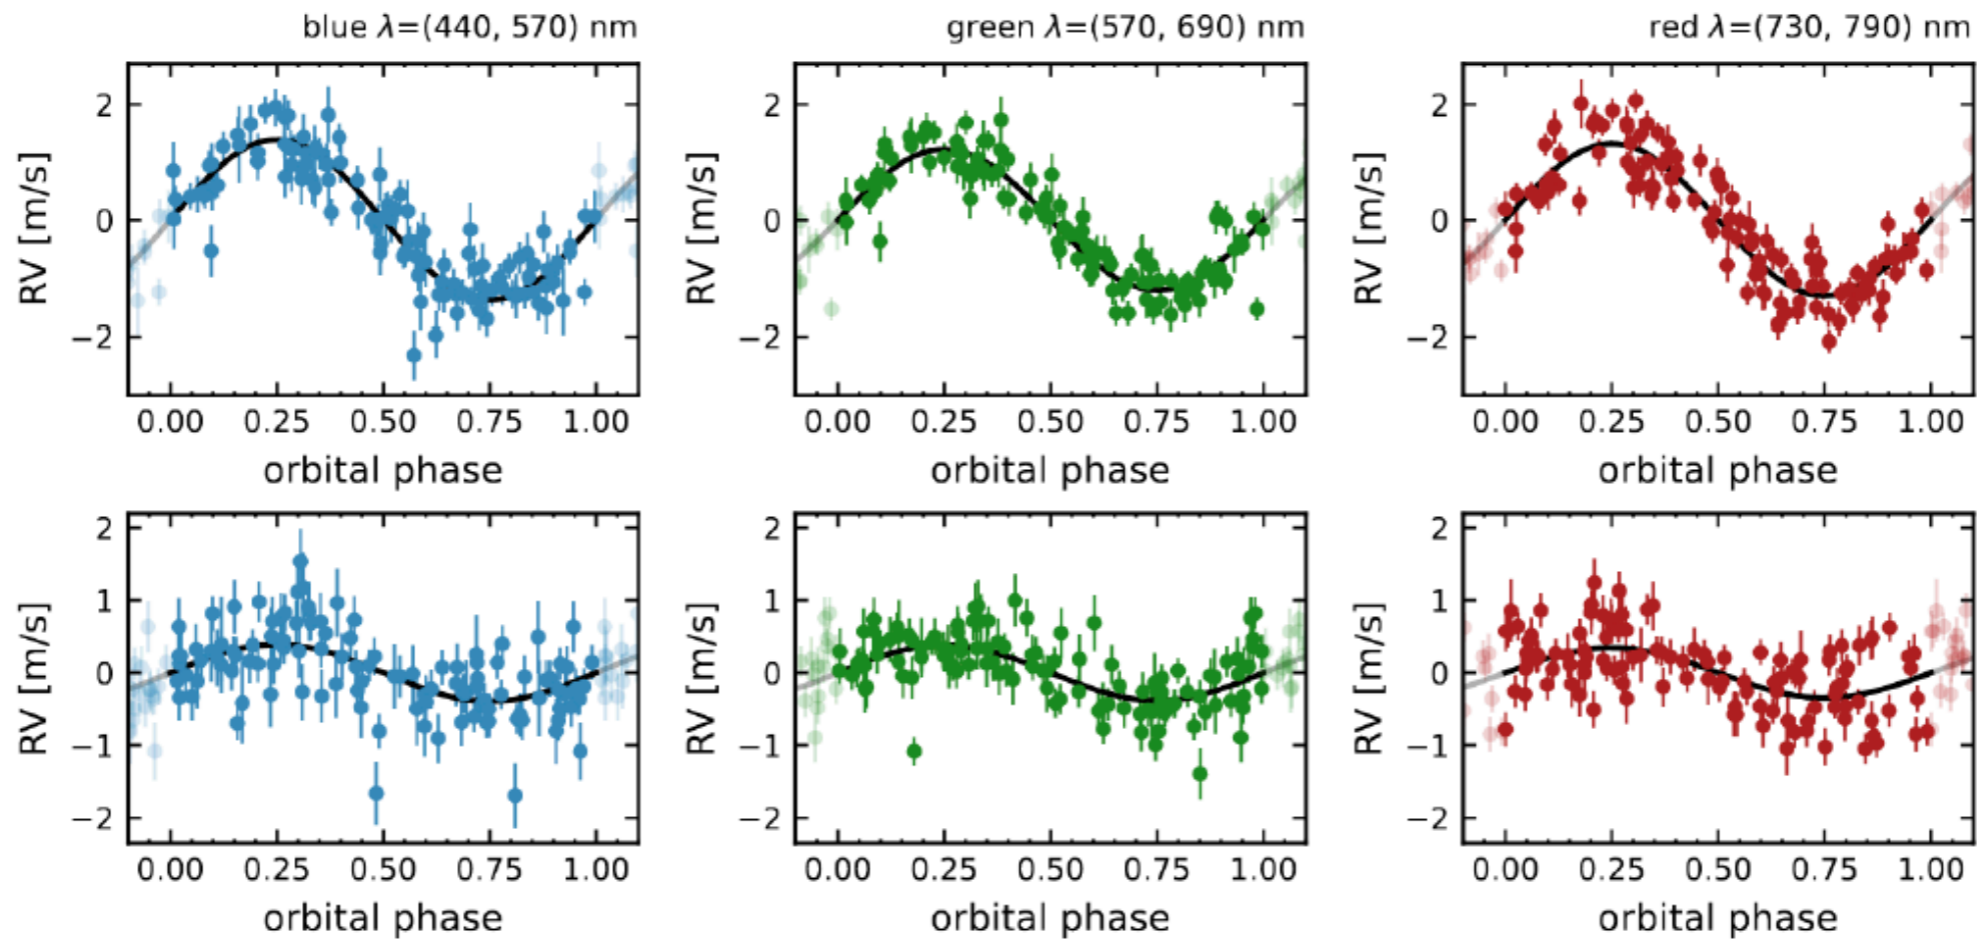 blue λ=(440, 570) nm
green λ=(570, 690) nm
red λ=(730, 790) nm
RV [m/s]
2
0
−2
0.00 0.25 0.50 0.75 1.00
orbital phase
RV [m/s]
2
0
−2
0.00 0.25 0.50 0.75 1.00
orbital phase
RV [m/s]
2
0
−2
0.00 0.25 0.50 0.75 1.00
orbital phase
RV [m/s]
2
1
0
−1
−2
0.00 0.25 0.50 0.75 1.00
orbital phase
RV [m/s]
2
1
0
−1
−2
0.00 0.25 0.50 0.75 1.00
orbital phase
RV [m/s]
2
1
0
−1
−2
0.00 0.25 0.50 0.75 1.00
orbital phase